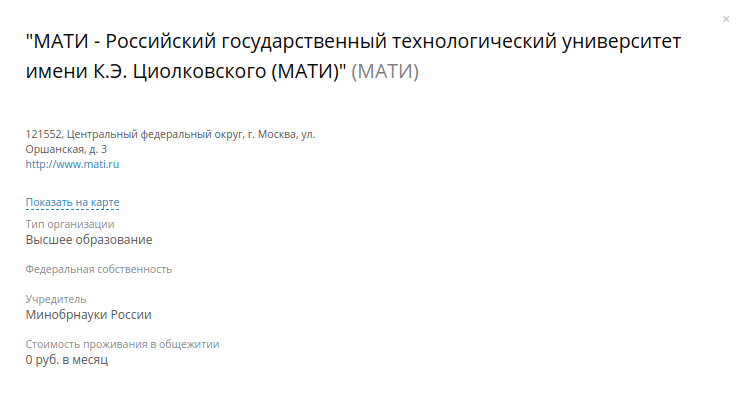 ×
"МАТИ - Российский государственный технологический университет
имени К.Э. Циолковского (МАТИ)" (МАТИ)
121552, Центральный федеральный округ, г. Москва, ул.
Оршанская, д. 3
http://www.mati.ru
Показать на карте
Тип организации
Высшее образование
Федеральная собственность
Учредитель
Минобрнауки России
Стоимость проживания в общежитии
0 руб. в месяц